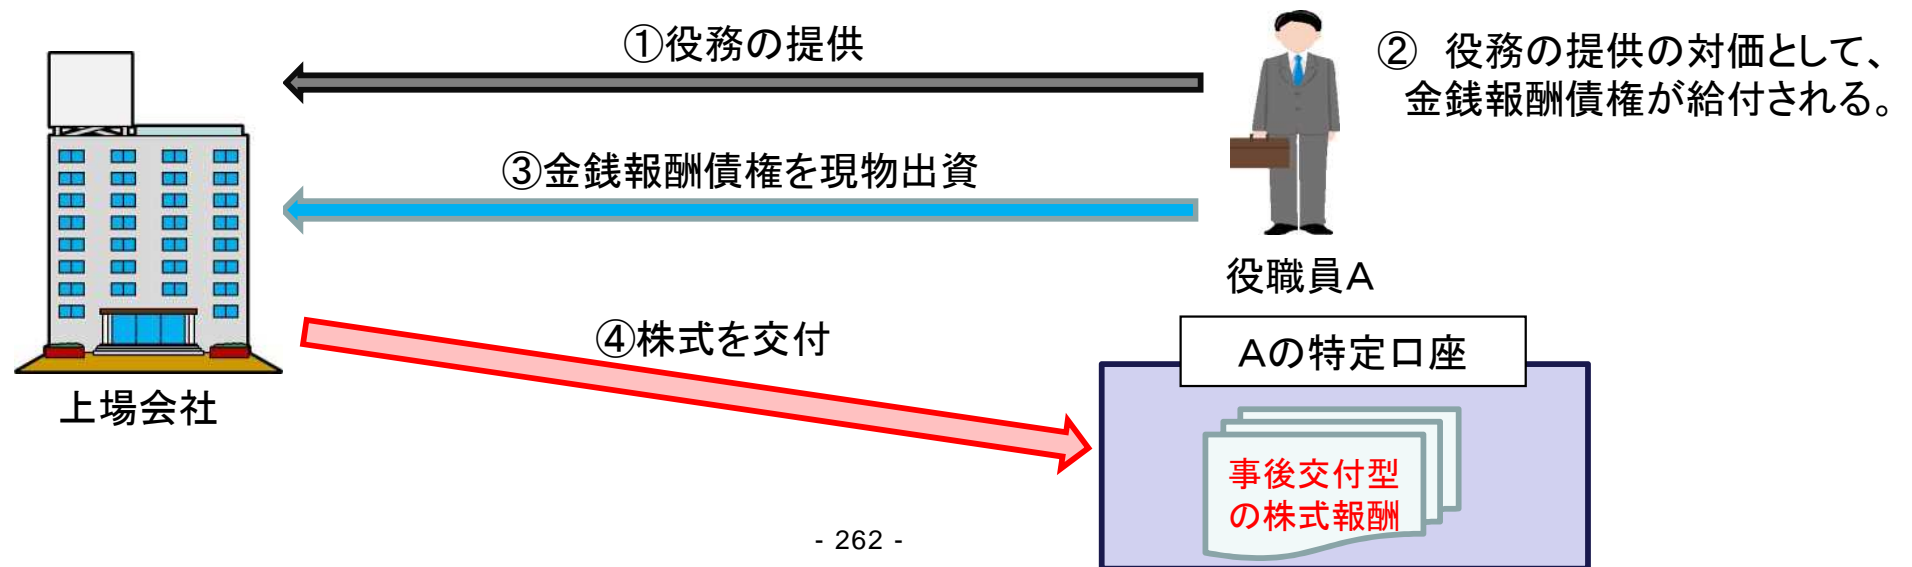 ①役務の提供
② 役務の提供の対価として、
金銭報酬債権が給付される。
③金銭報酬債権を現物出資
役職員A
④株式を交付
Aの特定口座
上場会社
事後交付型
の株式報酬
- 262 -